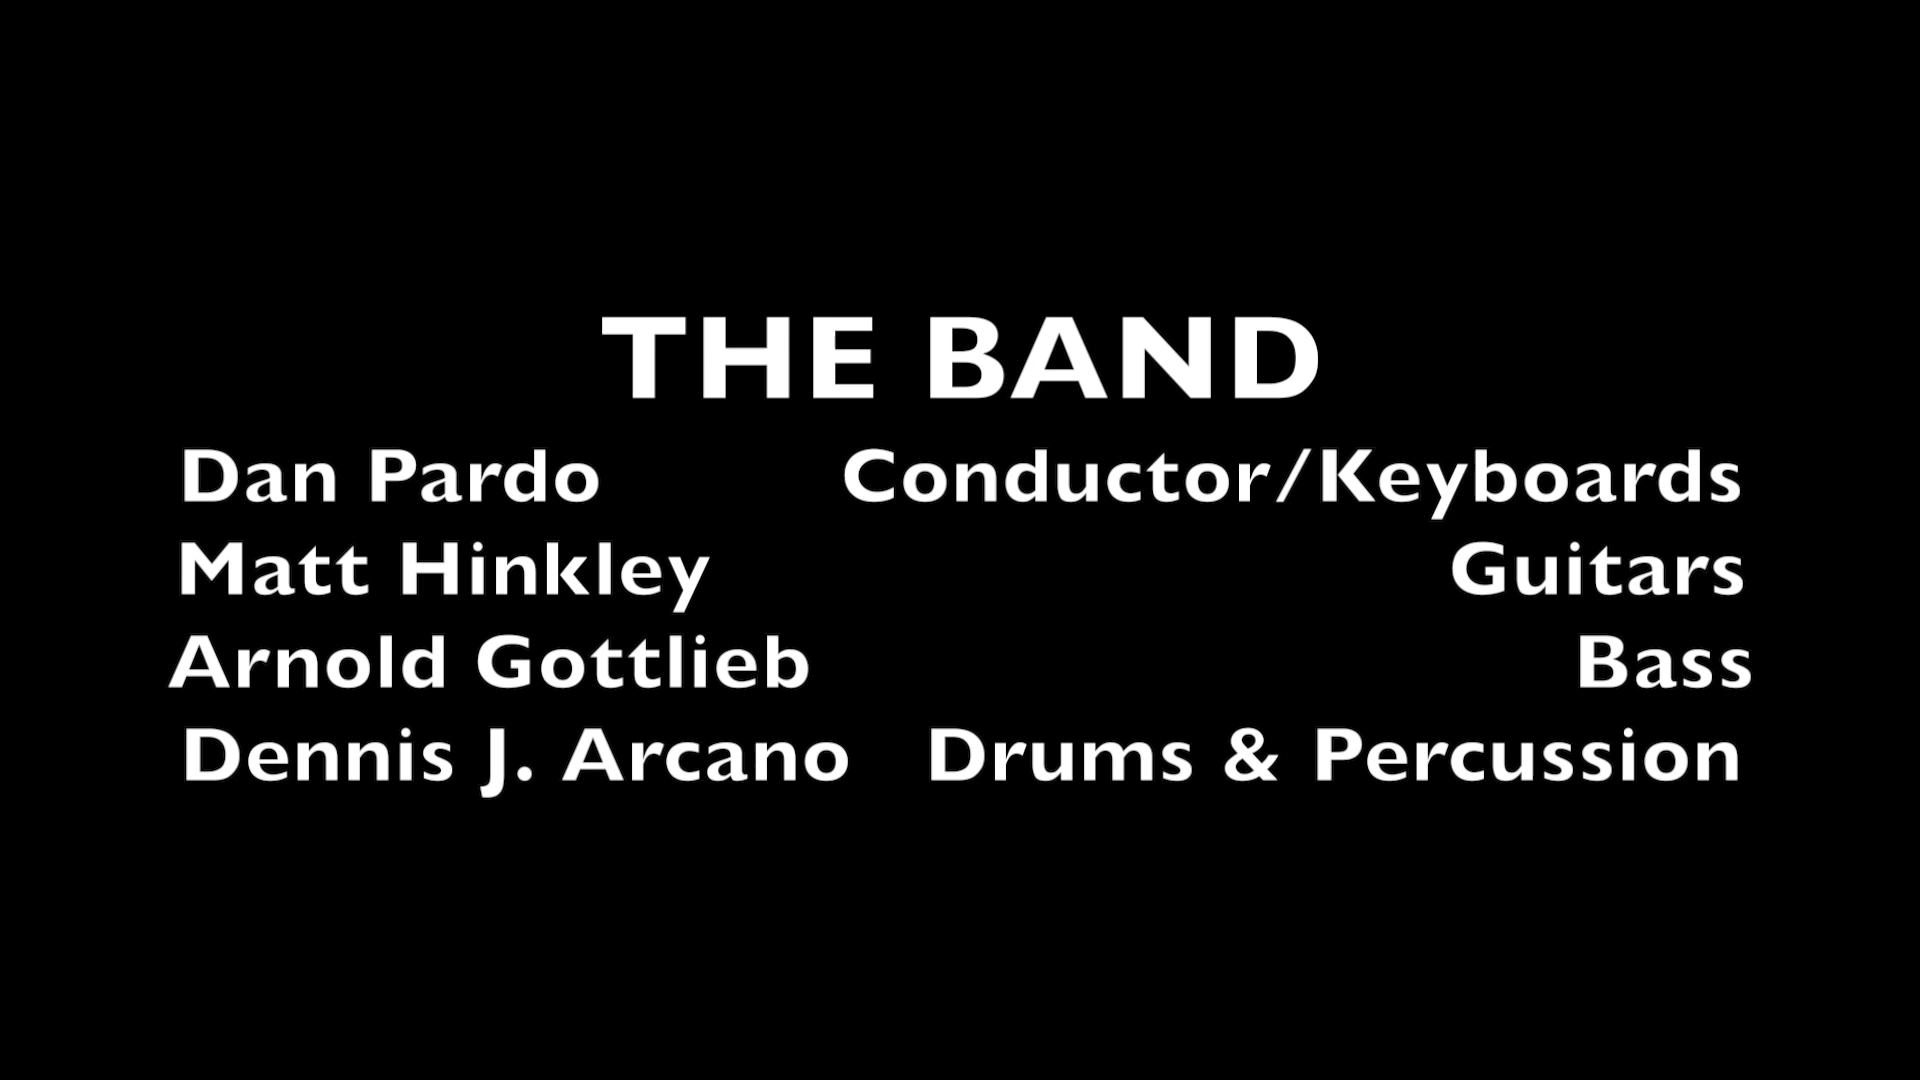 THE BAND
Dan Pardo Conductor/Keyboards
Matt Hinkley Guitars
Arnold Gottlieb Bass
Dennis J. Arcano Drums & Percussion